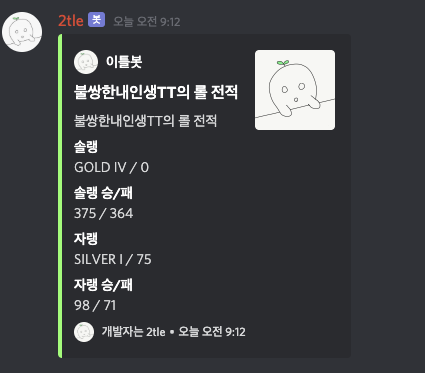 2tle 봇 오늘 오전 9:12
이틀봇
불쌍한내인생TT의 롤 전적
불쌍한내인생TT의 롤 전적
솔랭
GOLD IV / 0
솔랭 승/패
375 / 364
자랭
SILVER I / 75
자랭 승/패
98 / 71
개발자는 2tle • 오늘 오전 9:12